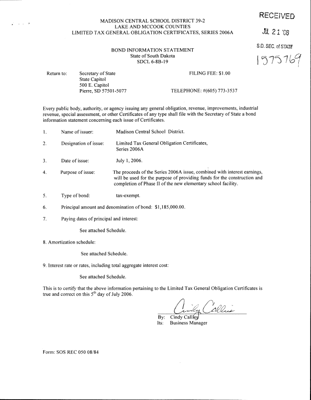 MADISON CENTRAL SCHOOL DISTRICT 39-2
LAKE AND MCCOOK COUNTIES
LIMITED TAX GENERAL OBLIGATION CERTIFICATES, SERIES 2006A
RECEIVED
JUL 21 '08
S.D. SEC. of STATE
1575769
BOND INFORMATION STATEMENT
State of South Dakota
SDCL 6-8B-19
Return to: Secretary of State FILING FEE: $1.00
State Capitol
500 E. Capitol
Pierre, SD 57501-5077 TELEPHONE: #(605) 773-3537
Every public body, authority, or agency issuing any general obligation, revenue, improvements, industrial
revenue, special assessment, or other Certificates of any type shall file with the Secretary of State a bond
information statement concerning each issue of Certificates.
1. Name of issuer: Madison Central School District.
2. Designation of issue: Limited Tax General Obligation Certificates,
Series 2006A
3. Date of issue: July 1, 2006.
4. Purpose of issue: The proceeds of the Series 2006A issue, combined with interest earnings,
will be used for the purpose of providing funds for the construction and
completion of Phase II of the new elementary school facility.
5. Type of bond: tax-exempt.
6. Principal amount and denomination of bond: $1,185,000.00.
7. Paying dates of principal and interest:
See attached Schedule.
8. Amortization schedule:
See attached Schedule.
9. Interest rate or rates, including total aggregate interest cost:
See attached Schedule.
This is to certify that the above information pertaining to the Limited Tax General Obligation Certificates is
true and correct on this 5th day of July 2006.
Cindy Callies
By: Cindy Callies
Its Business Manager
Form: SOS REC 050 08/84